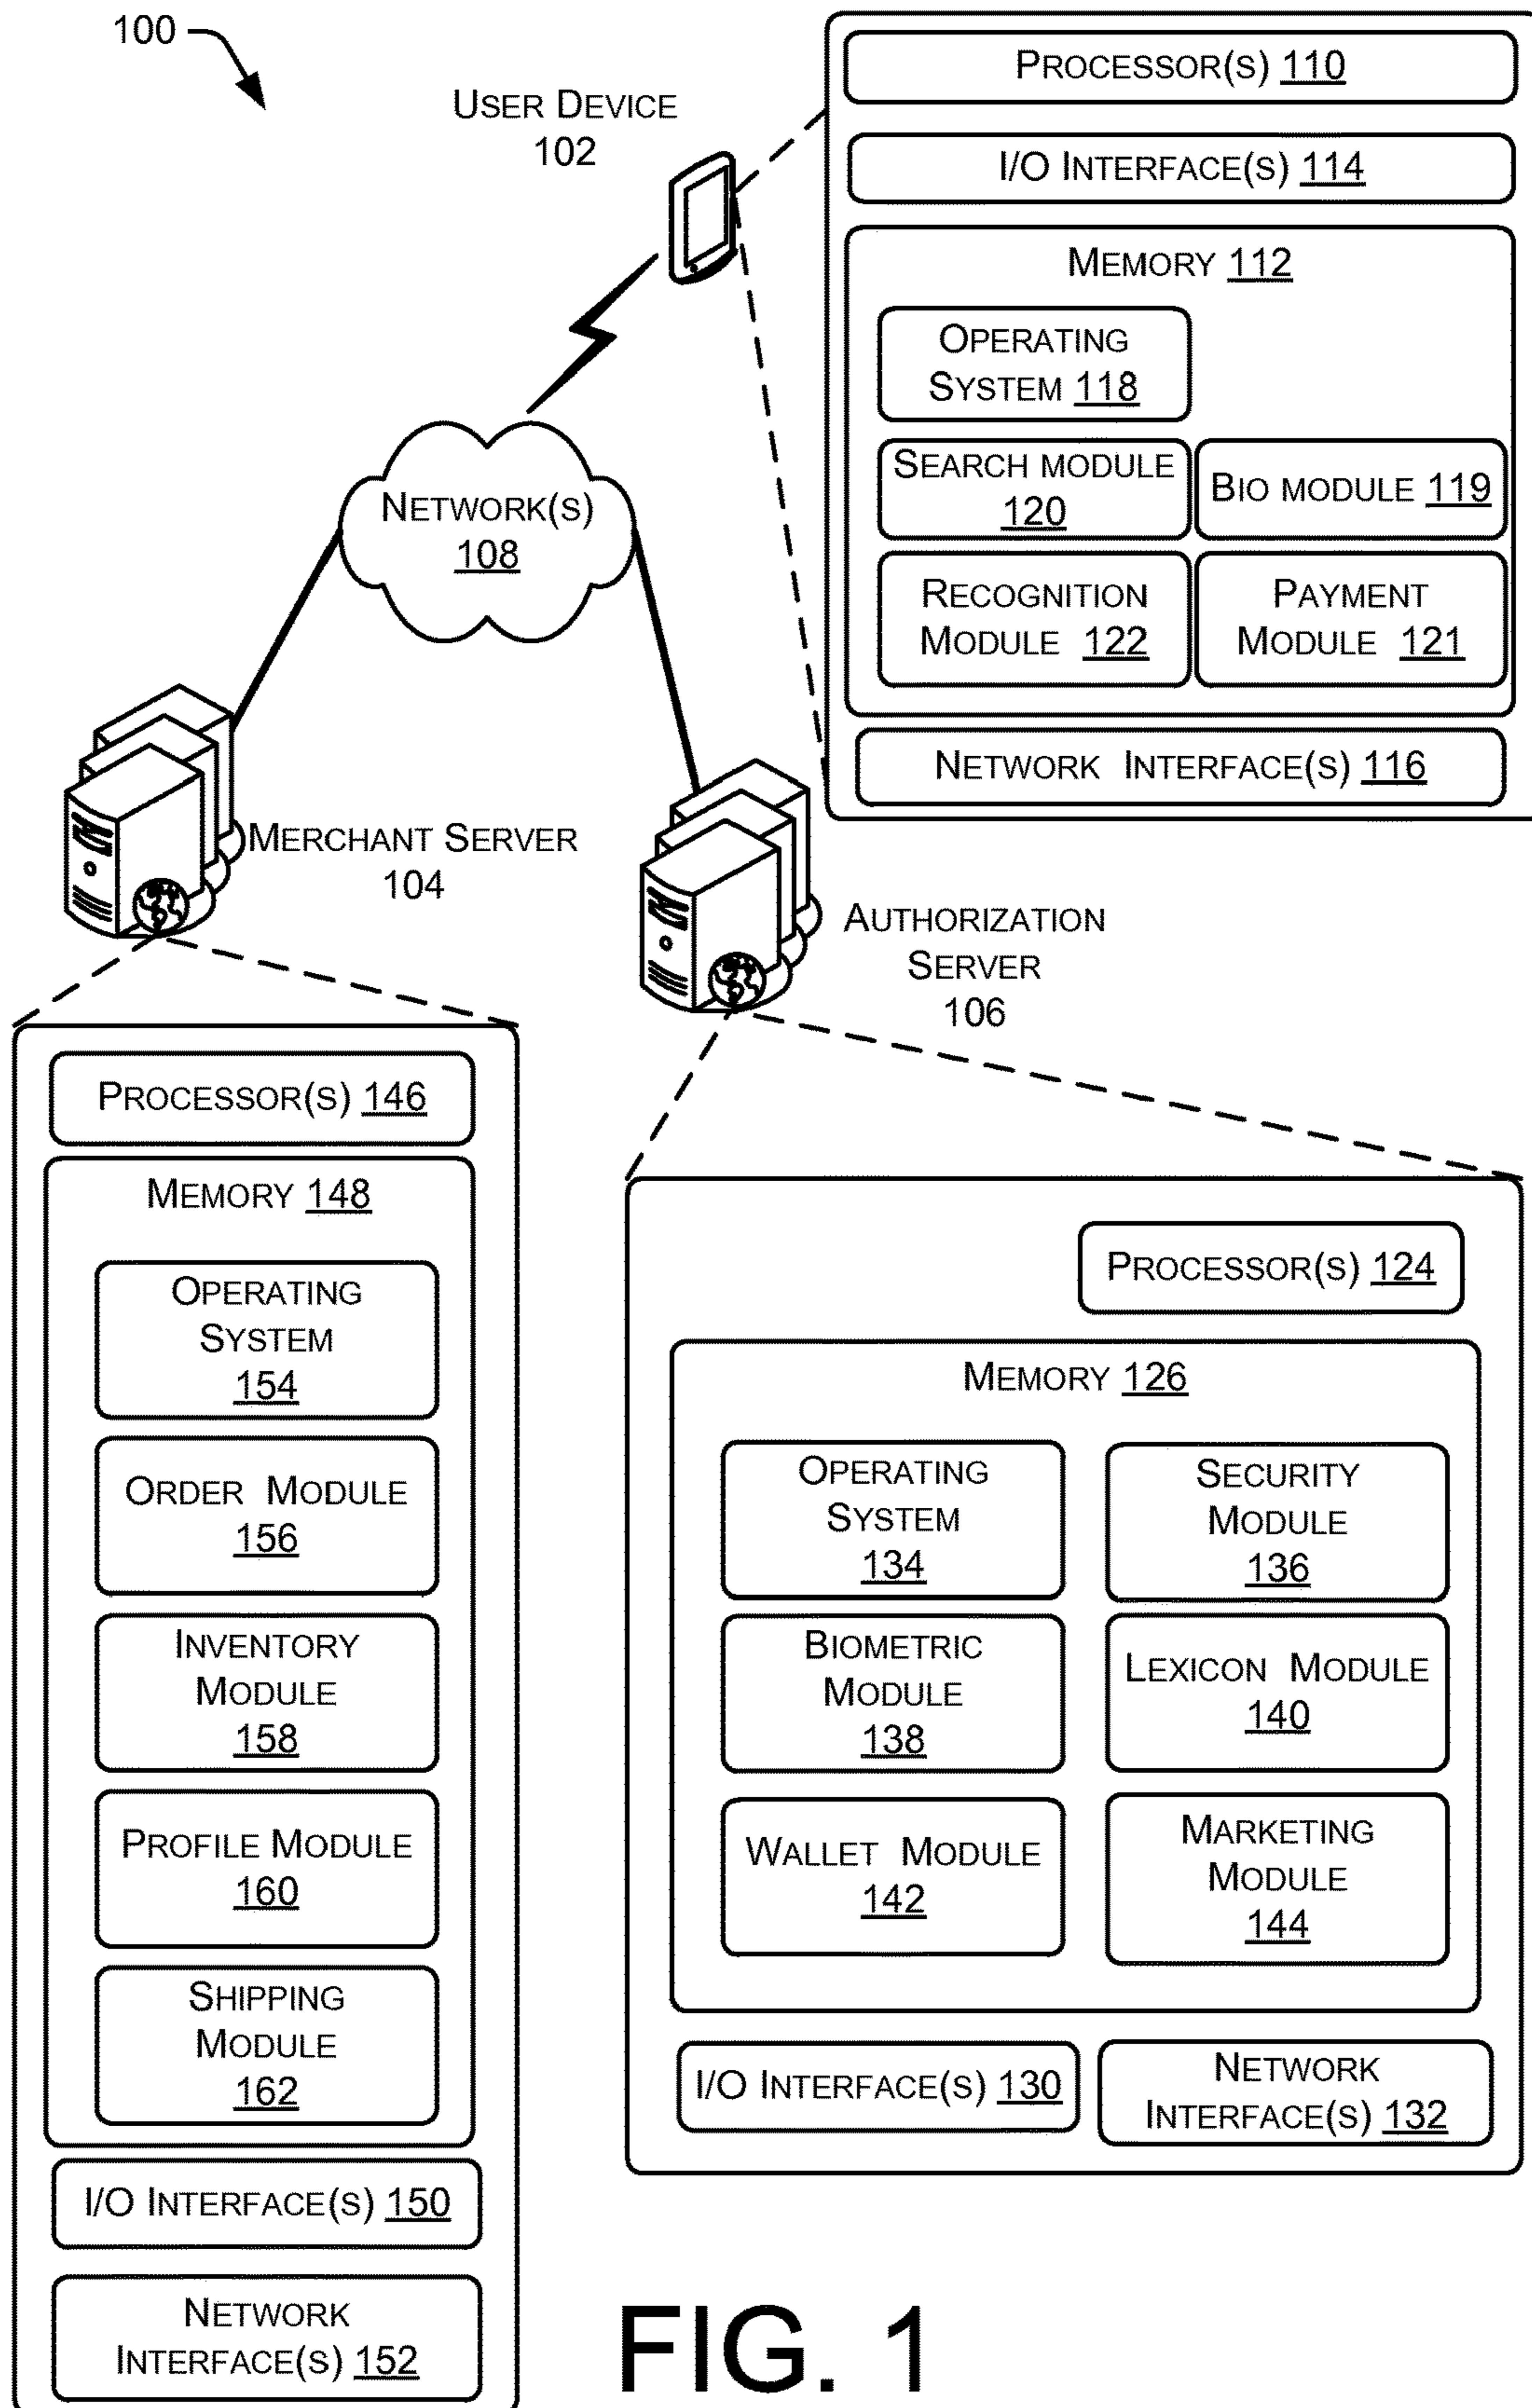 100
USER DEVICE
102
PROCESSOR(S) 110
I/O INTERFACE(S) 114
MEMORY 112
OPERATING
SYSTEM 118
SEARCH MODULE
120
BIO MODULE 119
RECOGNITION
MODULE 122
PAYMENT
MODULE 121
NETWORK INTERFACE(S) 116
NETWORK(S)
108
MERCHANT SERVER
104
AUTHORIZATION
SERVER
106
PROCESSOR(S) 146
MEMORY 148
OPERATING
SYSTEM
154
ORDER MODULE
156
INVENTORY
MODULE
158
PROFILE MODULE
160
SHIPPING
MODULE
162
I/O INTERFACE(S) 150
NETWORK
INTERFACE(S) 152
PROCESSOR(S) 124
MEMORY 126
OPERATING
SYSTEM
134
SECURITY
MODULE
136
BIOMETRIC
MODULE
138
LEXICON MODULE
140
WALLET MODULE
142
MARKETING
MODULE
144
I/O INTERFACE(S) 130
NETWORK
INTERFACE(S) 132
FIG. 1